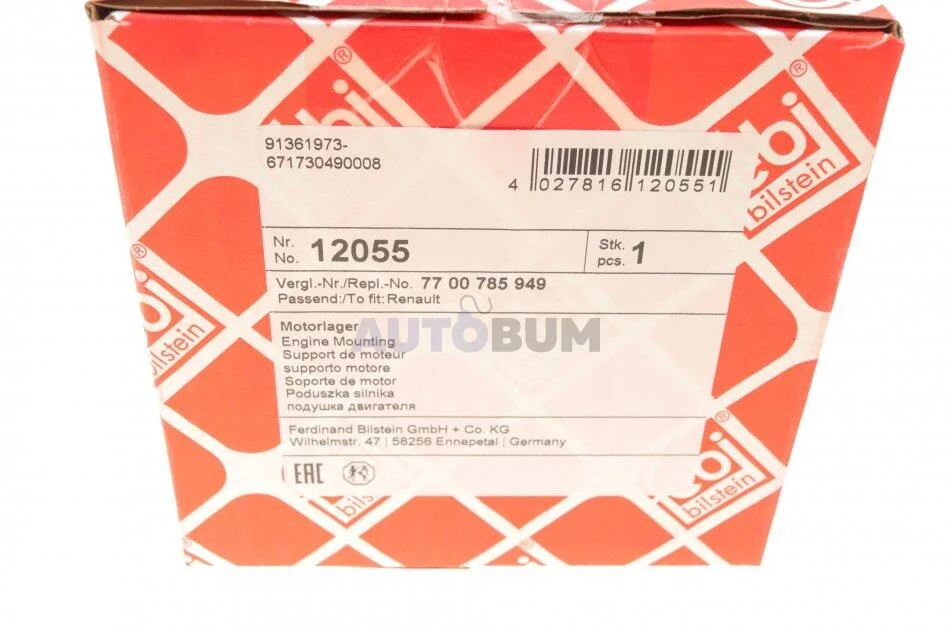 91361973-
671730490008
4 027816 120551
Nr.
No. 12055
Stk.
pcs. 1
Vergl.-Nr./Repl.-No. 77 00 785 949
Passend:/To fit: Renault
AUTOBUM
Motorlager
Engine Mounting
Support de moteur
supporto motore
Soporte de motor
Poduszka silnika
подушка двигателя
Ferdinand Bilstein GmbH + Co. KG
Wilhelmstr. 47 | 58256 Ennepetal | Germany
EAC
bilstein
bilstein
febi
bilstein